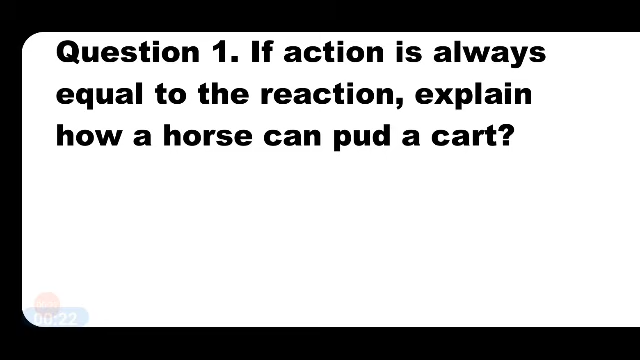 Question 1. If action is always
equal to the reaction, explain
how a horse can pud a cart?
00:22